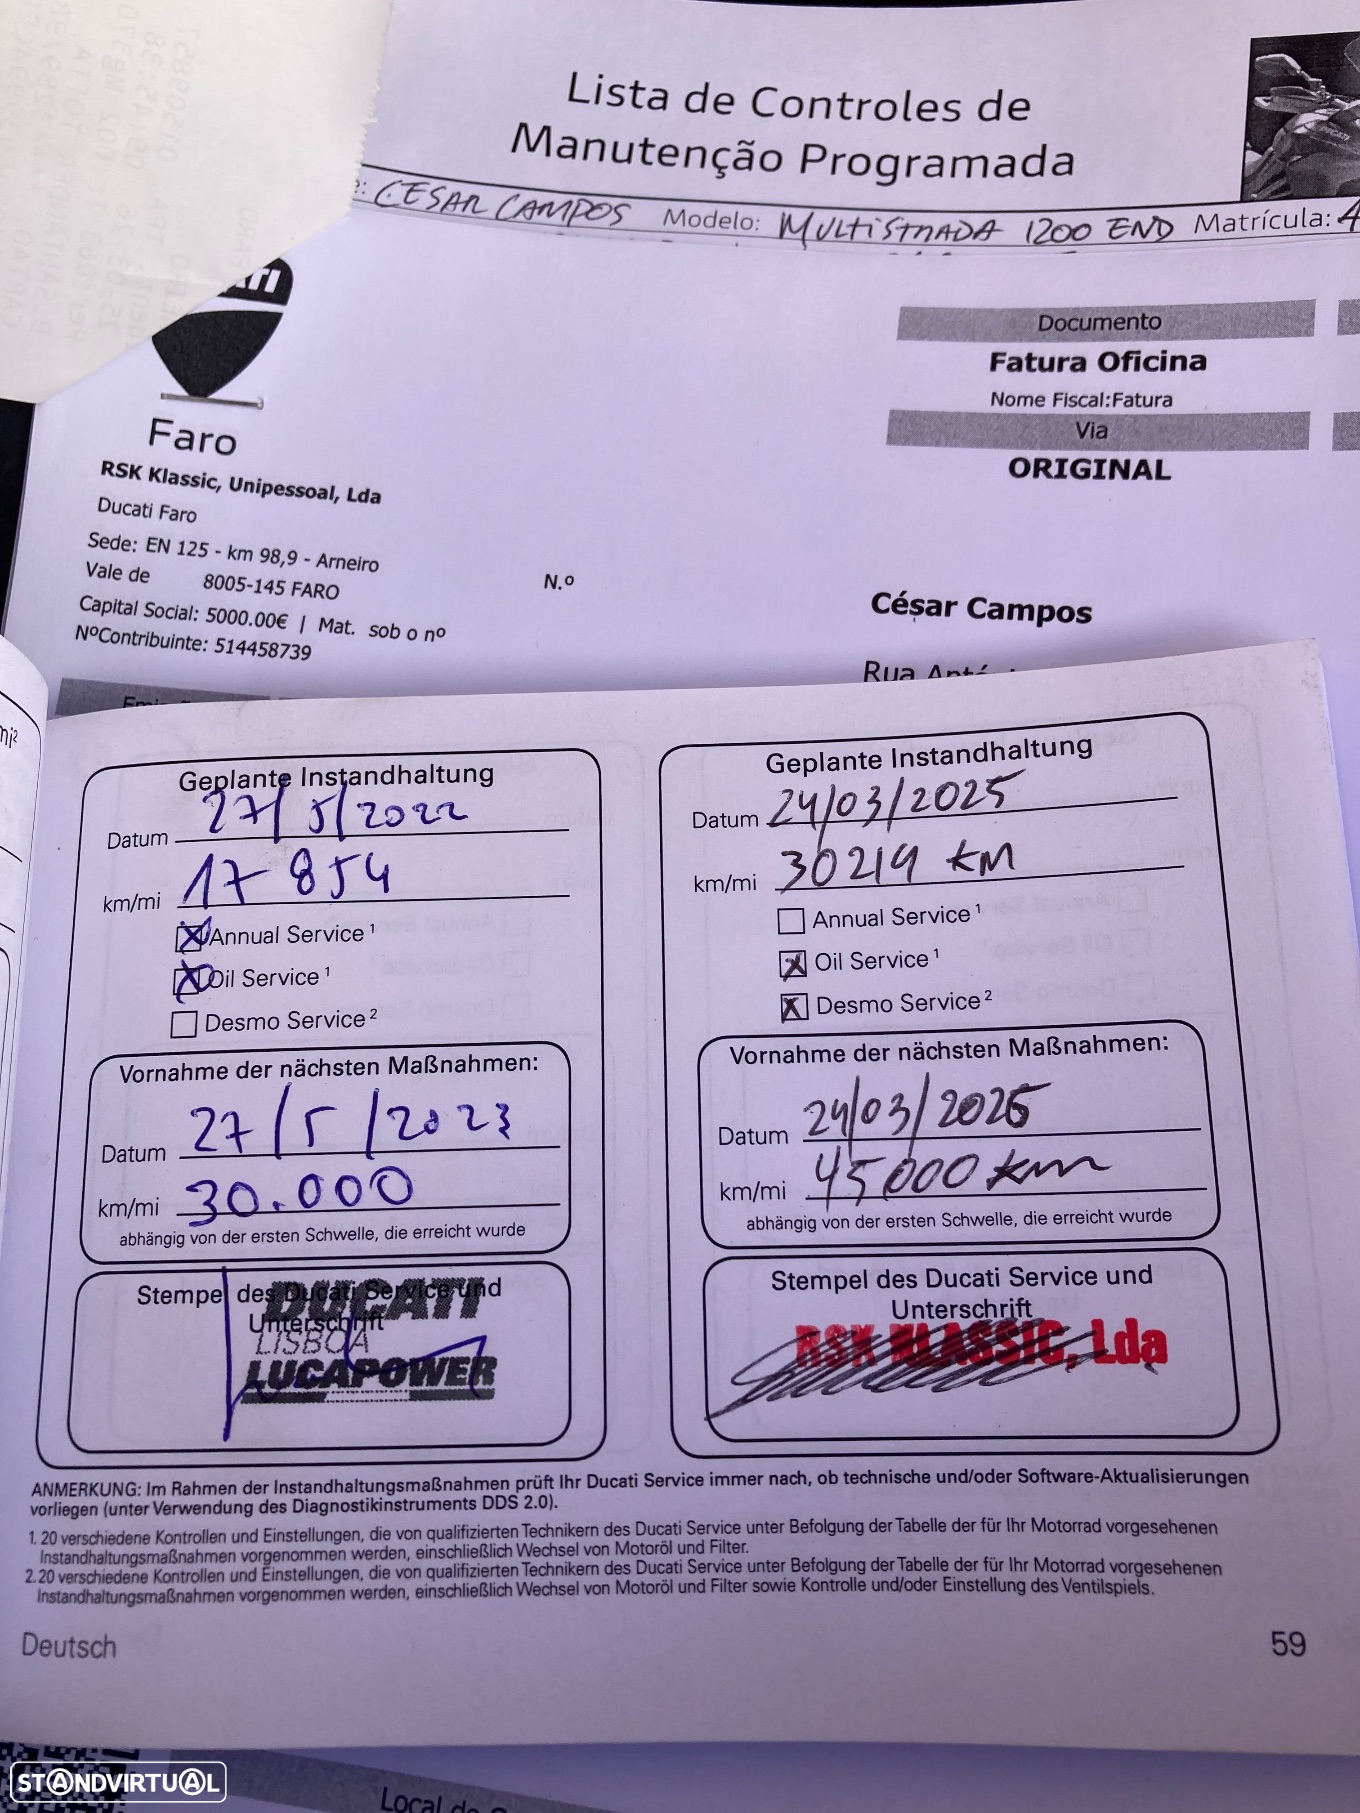 Lista de Controles de
Manutenção Programada
CESAR CAMPOS Modelo: MULTISTRADA 1200 END Matrícula:
Documento
Fatura Oficina
Nome Fiscal:Fatura
Via
ORIGINAL
Faro
RSK Klassic, Unipessoal, Lda
Ducati Faro
Sede: EN 125 - km 98,9 - Arneiro
Vale de 8005-145 FARO
Capital Social: 5000.00€ | Mat. sob o nº
NºContribuinte: 514458739
N.º
César Campos
Rua
Geplante Instandhaltung
Datum 27/5/2022
km/mi 17 854
Annual Service¹
Oil Service¹
Desmo Service²
Vornahme der nächsten Maßnahmen:
Datum 27/5/2023
km/mi 30.000
abhängig von der ersten Schwelle, die erreicht wurde
Stempel des Ducati Service und
Unterschrift
DUCATI
LISBOA
LUCAPOWER
Geplante Instandhaltung
Datum 24/03/2025
km/mi 30219 KM
Annual Service¹
Oil Service¹
Desmo Service²
Vornahme der nächsten Maßnahmen:
Datum 24/03/2026
km/mi 45000 km
abhängig von der ersten Schwelle, die erreicht wurde
Stempel des Ducati Service und
Unterschrift
RSK KLASSIC, Lda
ANMERKUNG: Im Rahmen der Instandhaltungsmaßnahmen prüft Ihr Ducati Service immer nach, ob technische und/oder Software-Aktualisierungen
vorliegen (unter Verwendung des Diagnostikinstruments DDS 2.0).
1. 20 verschiedene Kontrollen und Einstellungen, die von qualifizierten Technikern des Ducati Service unter Befolgung der Tabelle der für Ihr Motorrad vorgesehenen
Instandhaltungsmaßnahmen vorgenommen werden, einschließlich Wechsel von Motoröl und Filter.
2. 20 verschiedene Kontrollen und Einstellungen, die von qualifizierten Technikern des Ducati Service unter Befolgung der Tabelle der für Ihr Motorrad vorgesehenen
Instandhaltungsmaßnahmen vorgenommen werden, einschließlich Wechsel von Motoröl und Filter sowie Kontrolle und/oder Einstellung des Ventilspiels.
Deutsch 59
STANDVIRTUAL
Local de